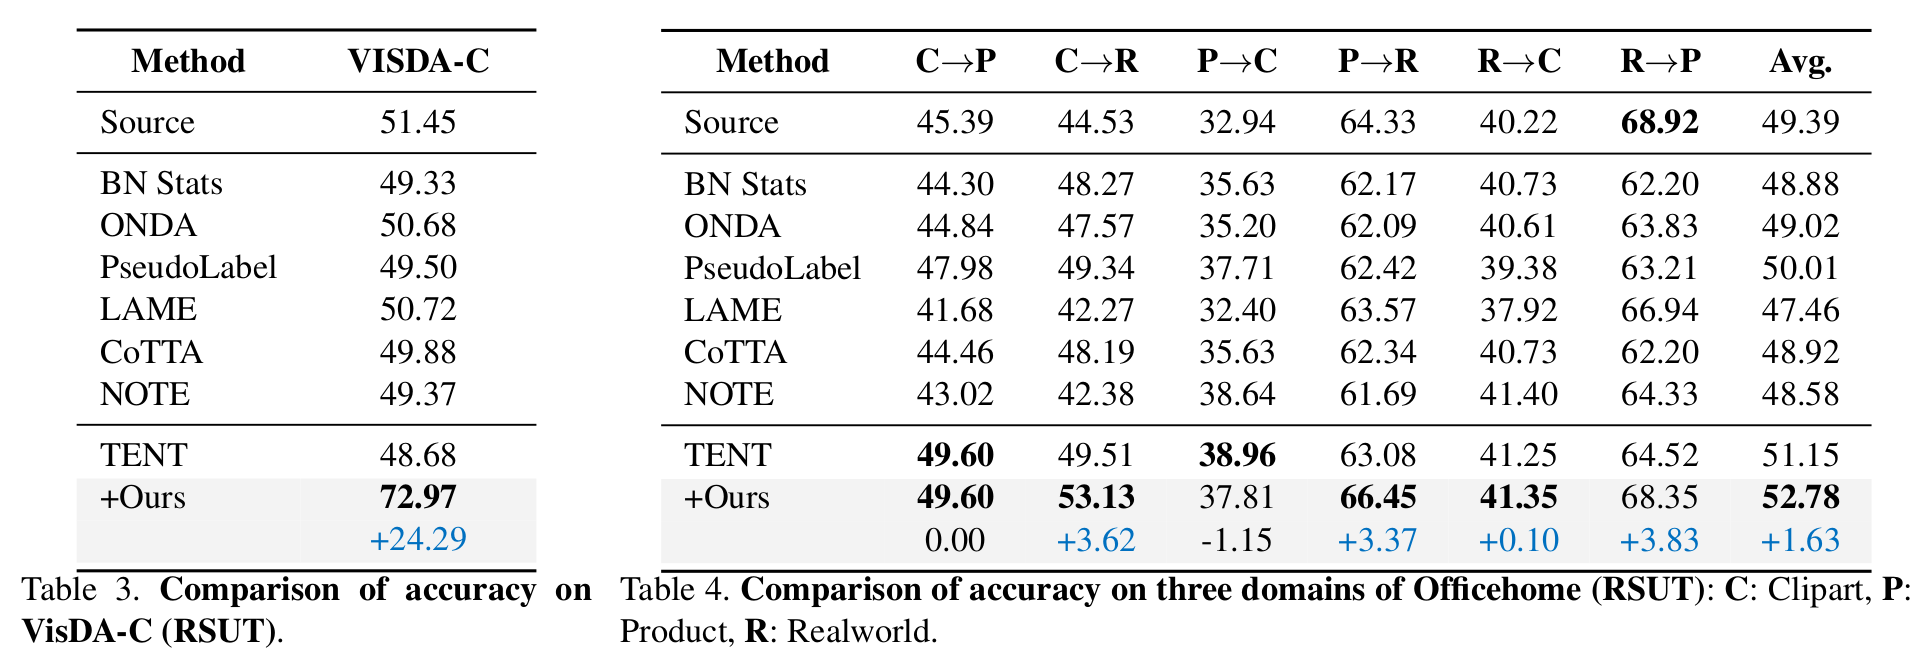 Method VISDA-C
Source 51.45
BN Stats 49.33
ONDA 50.68
PseudoLabel 49.50
LAME 50.72
CoTTA 49.88
NOTE 49.37
TENT 48.68
+Ours 72.97
+24.29
Table 3. Comparison of accuracy on
VisDA-C (RSUT).
Method C→P C→R P→C P→R R→C R→P Avg.
Source 45.39 44.53 32.94 64.33 40.22 68.92 49.39
BN Stats 44.30 48.27 35.63 62.17 40.73 62.20 48.88
ONDA 44.84 47.57 35.20 62.09 40.61 63.83 49.02
PseudoLabel 47.98 49.34 37.71 62.42 39.38 63.21 50.01
LAME 41.68 42.27 32.40 63.57 37.92 66.94 47.46
CoTTA 44.46 48.19 35.63 62.34 40.73 62.20 48.92
NOTE 43.02 42.38 38.64 61.69 41.40 64.33 48.58
TENT 49.60 49.51 38.96 63.08 41.25 64.52 51.15
+Ours 49.60 53.13 37.81 66.45 41.35 68.35 52.78
0.00 +3.62 -1.15 +3.37 +0.10 +3.83 +1.63
Table 4. Comparison of accuracy on three domains of Officehome (RSUT): C: Clipart, P:
Product, R: Realworld.